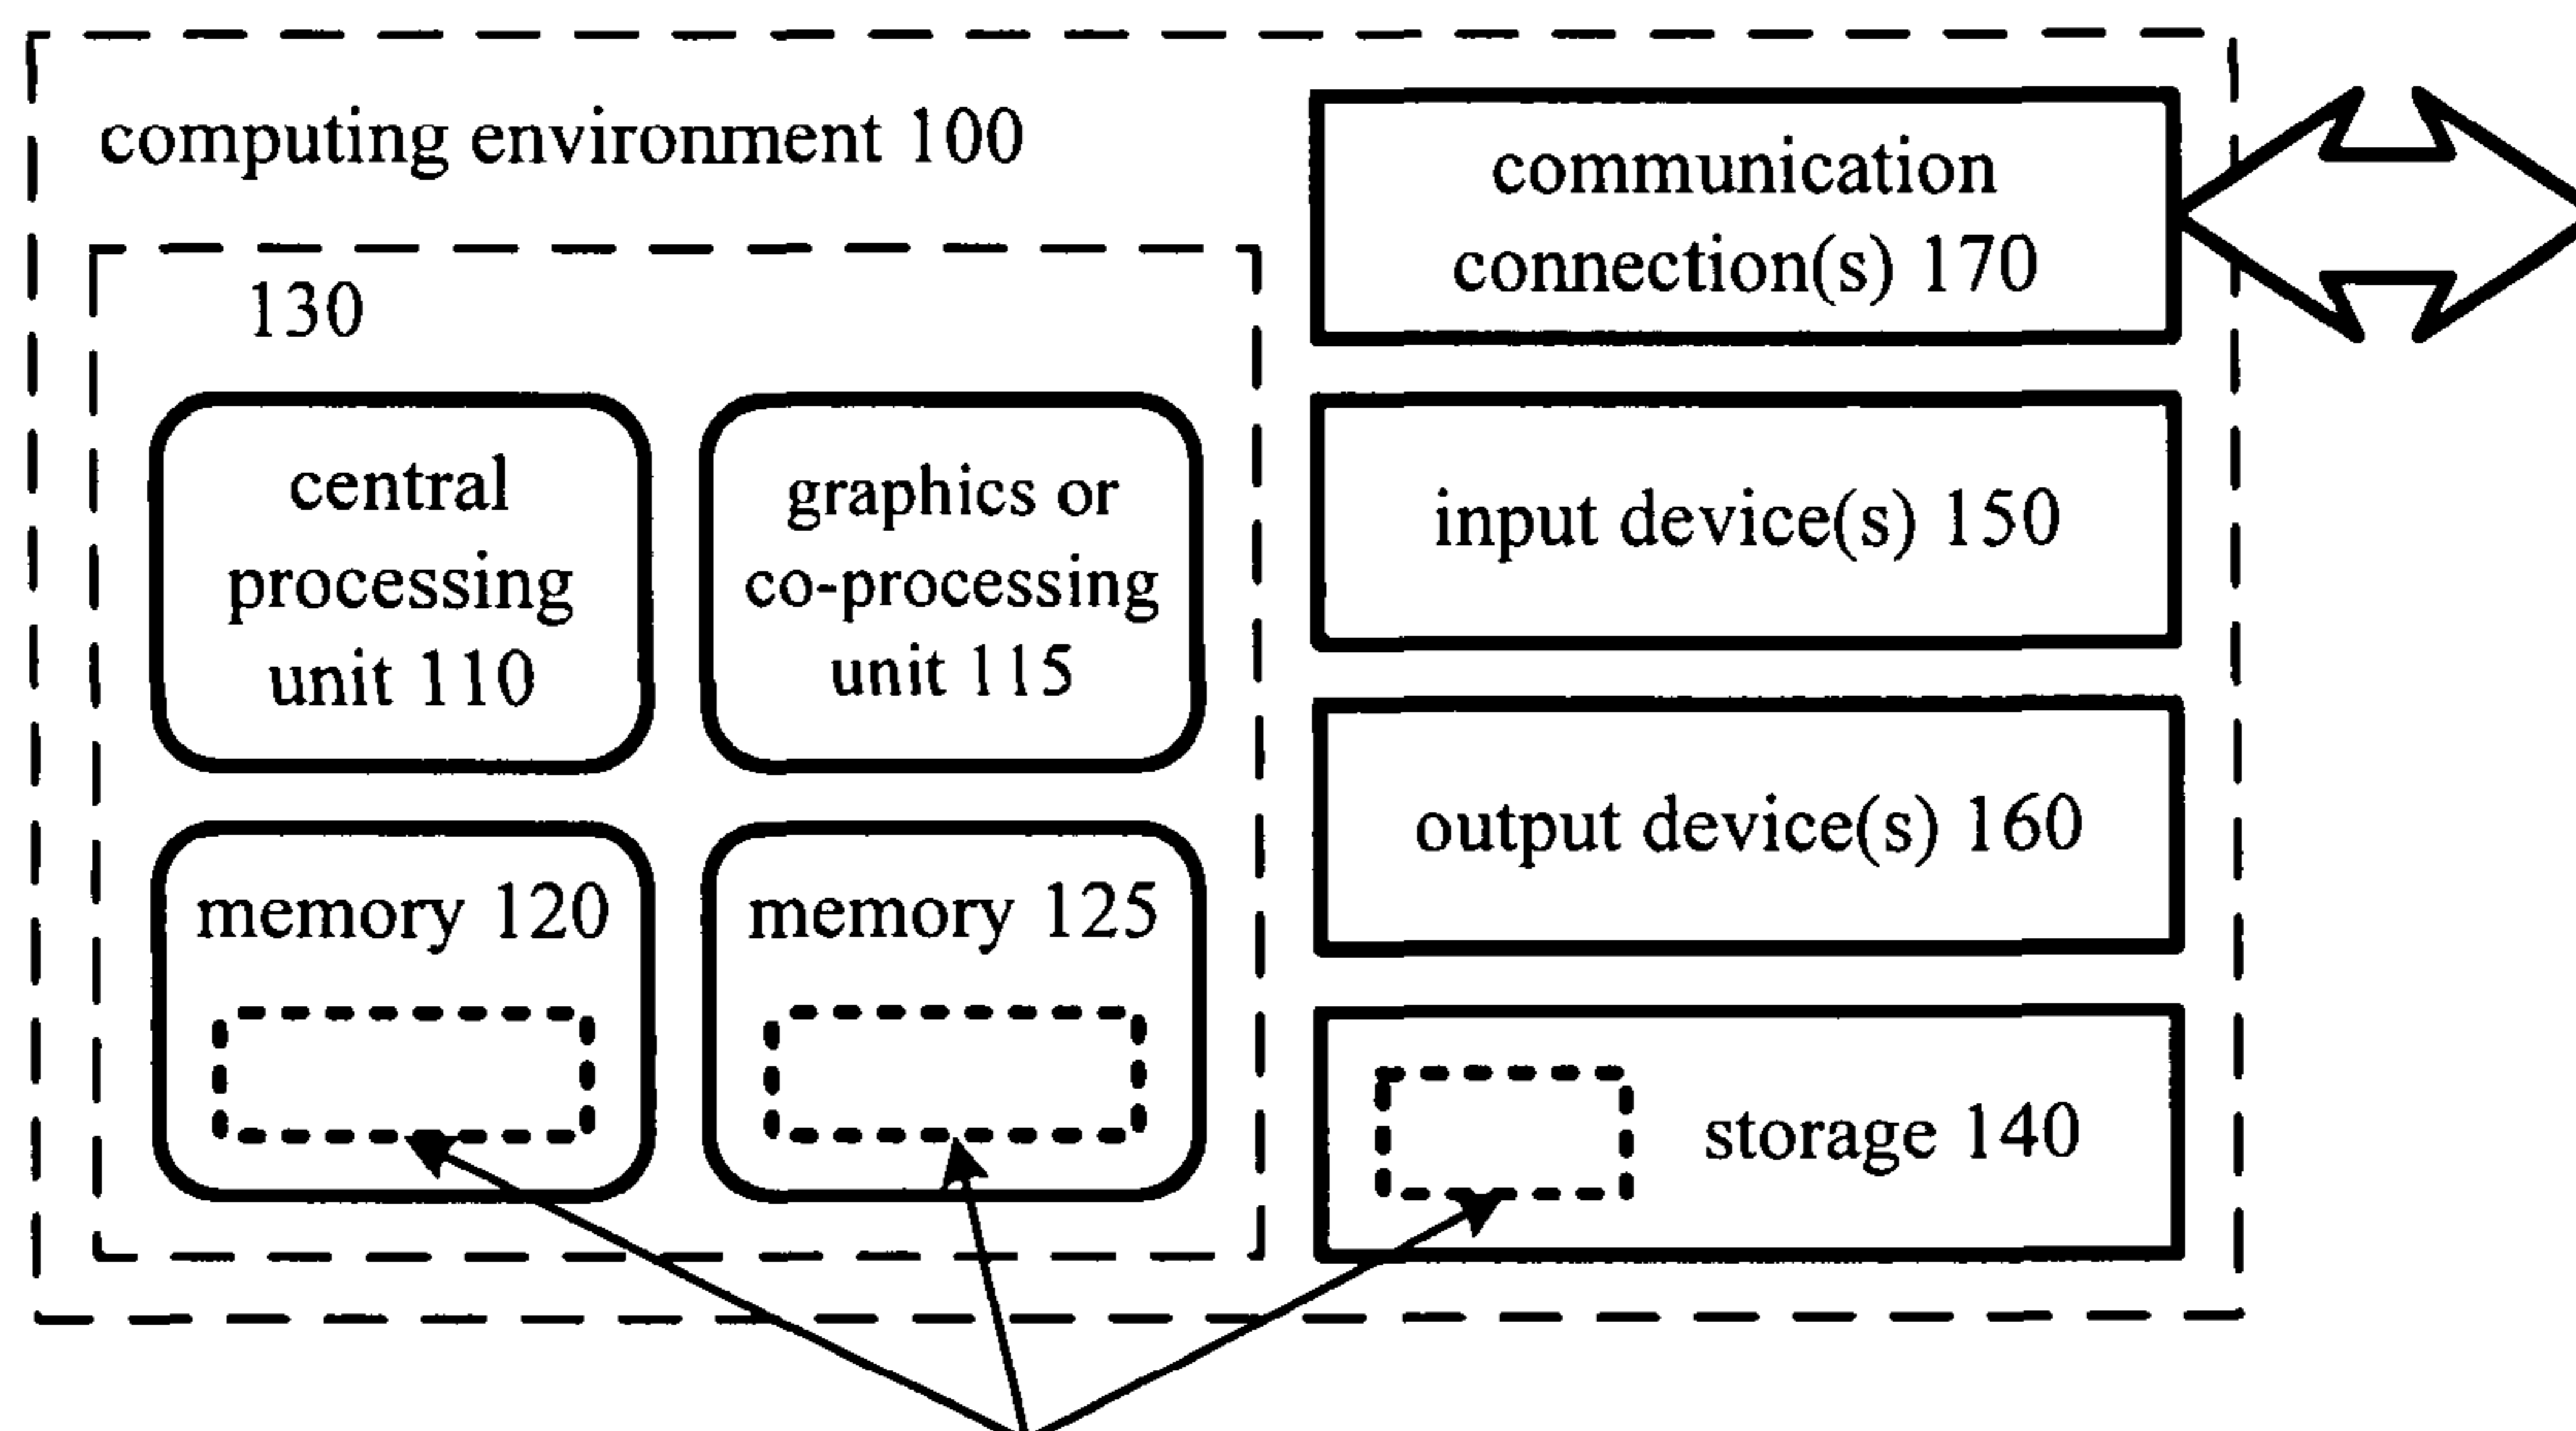 computing environment 100
130
central
processing
unit 110
graphics or
co-processing
unit 115
memory 120
memory 125
communication
connection(s) 170
input device(s) 150
output device(s) 160
storage 140